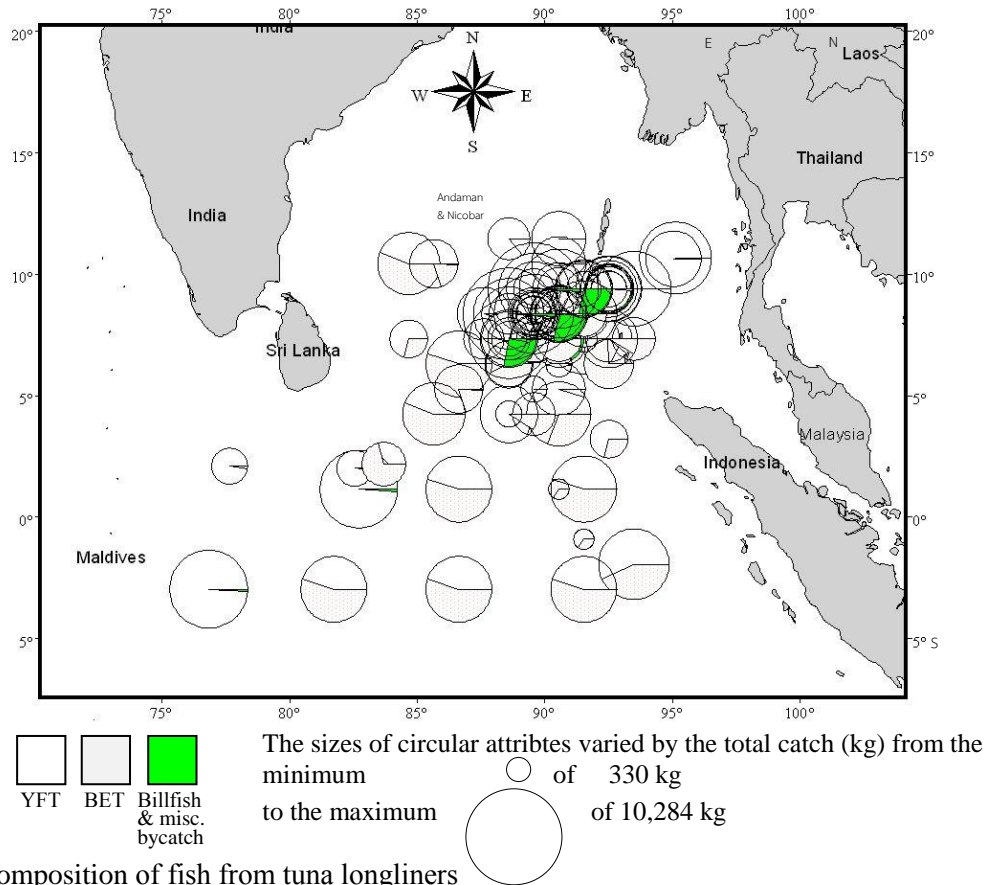 75° 80° 85° 90° 95° 100°
20° India E N 20°
Laos
N
W E
S
15° 15°
Thailand
Andaman
& Nicobar
India
10° 10°
Sri Lanka
5° 5°
Malaysia
Indonesia
0° 0°
Maldives
5° 5° S
75° 80° 85° 90° 95° 100°
The sizes of circular attribtes varied by the total catch (kg) from the
minimum of 330 kg
to the maximum of 10,284 kg
YFT BET Billfish
& misc.
bycatch
omposition of fish from tuna longliners